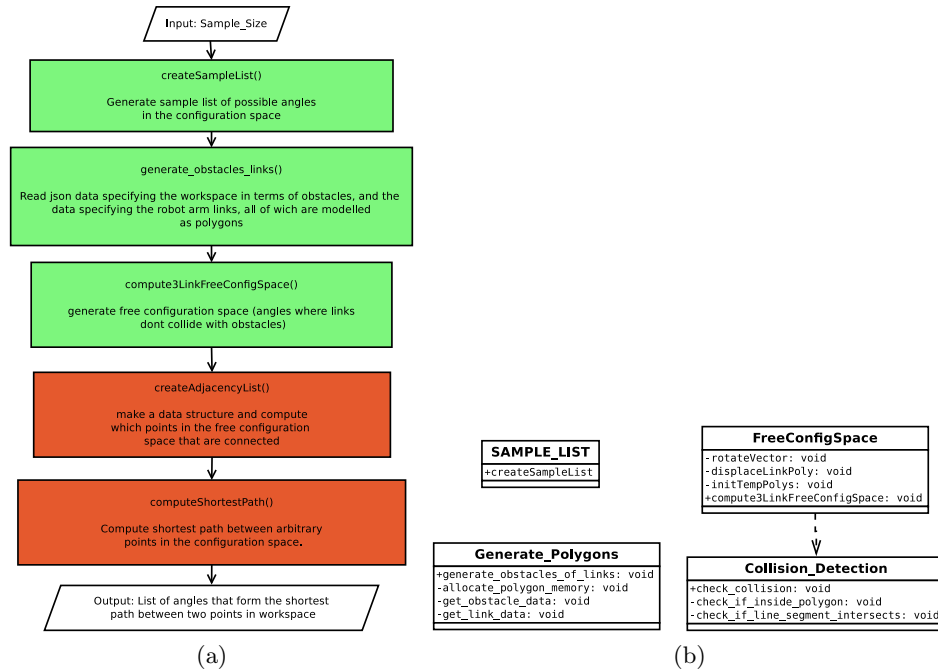 Input: Sample_Size
createSampleList()
Generate sample list of possible angles
in the configuration space
generate_obstacles_links()
Read json data specifying the workspace in terms of obstacles, and the
data specifying the robot arm links, all of wich are modelled
as polygons
compute3LinkFreeConfigSpace()
generate free configuration space (angles where links
dont collide with obstacles)
createAdjacencyList()
make a data structure and compute
which points in the free configuration
space that are connected
computeShortestPath()
Compute shortest path between arbitrary
points in the configuration space.
Output: List of angles that form the shortest
path between two points in workspace
(a)
SAMPLE_LIST
+createSampleList
FreeConfigSpace
-rotateVector: void
-displaceLinkPoly: void
-initTempPolys: void
+compute3LinkFreeConfigSpace: void
Generate_Polygons
+generate_obstacles_of_links: void
-allocate_polygon_memory: void
-get_obstacle_data: void
-get_link_data: void
Collision_Detection
+check_collision: void
-check_if_inside_polygon: void
-check_if_line_segment_intersects: void
(b)